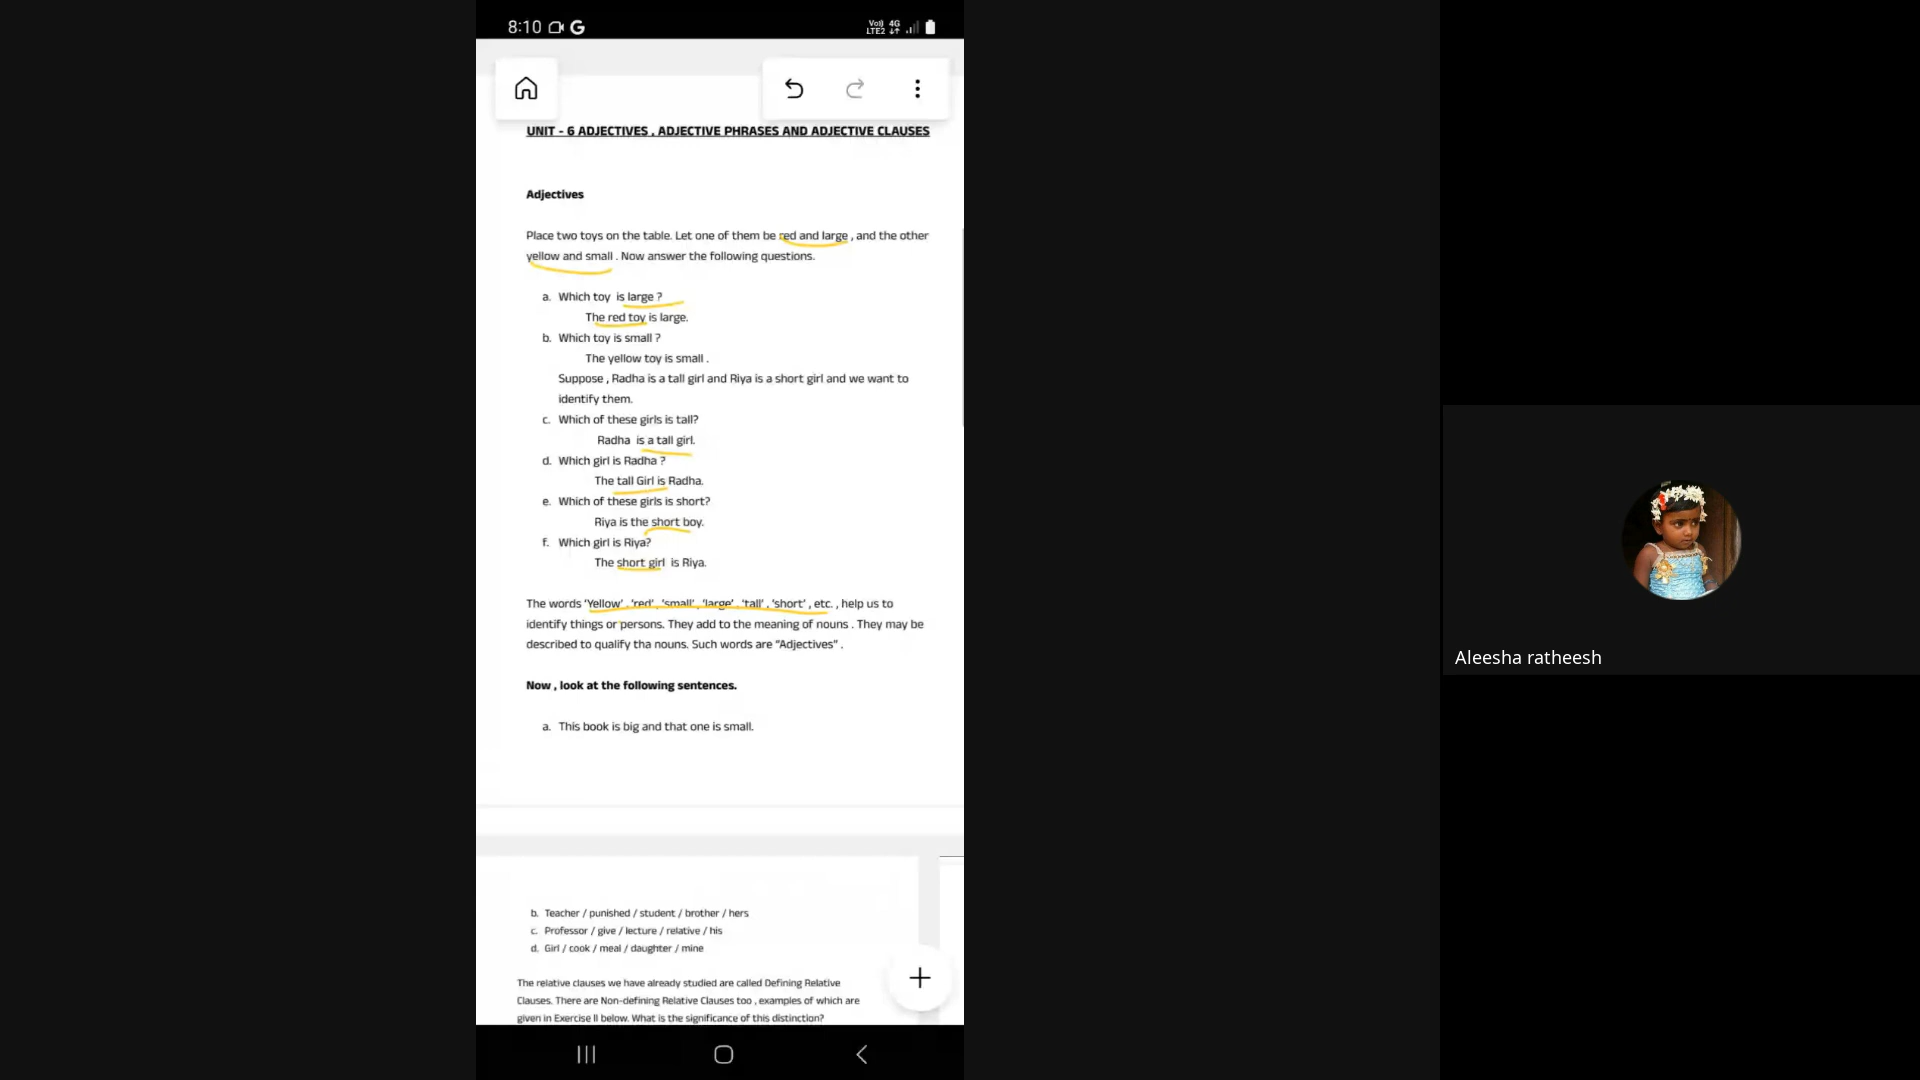 8:10 G
Vo)) 4G
LTE2
UNIT - 6 ADJECTIVES , ADJECTIVE PHRASES AND ADJECTIVE CLAUSES
Adjectives
Place two toys on the table. Let one of them be red and large , and the other
yellow and small . Now answer the following questions.
a. Which toy is large ?
The red toy is large.
b. Which toy is small ?
The yellow toy is small .
Suppose , Radha is a tall girl and Riya is a short girl and we want to
identify them.
c. Which of these girls is tall?
Radha is a tall girl.
d. Which girl is Radha ?
The tall Girl is Radha.
e. Which of these girls is short?
Riya is the short boy.
f. Which girl is Riya?
The short girl is Riya.
The words 'Yellow' , 'red' , 'small' , 'large' , 'tall' , 'short' , etc. , help us to
identify things or persons. They add to the meaning of nouns . They may be
described to qualify tha nouns. Such words are "Adjectives" .
Now , look at the following sentences.
a. This book is big and that one is small.
b. Teacher / punished / student / brother / hers
c. Professor / give / lecture / relative / his
d. Girl / cook / meal / daughter / mine
The relative clauses we have already studied are called Defining Relative
Clauses. There are Non-defining Relative Clauses too , examples of which are
given in Exercise II below. What is the significance of this distinction?
Aleesha ratheesh